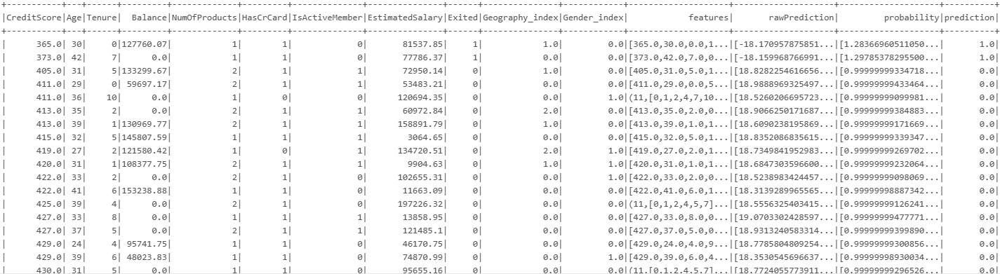 +-----------+---+------+---------+-------------+---------+--------------+---------------+------+---------------+------------+--------------------+--------------------+--------------------+----------+
|CreditScore|Age|Tenure|  Balance|NumOfProducts|HasCrCard|IsActiveMember|EstimatedSalary|Exited|Geography_index|Gender_index|            features|       rawPrediction|         probability|prediction|
+-----------+---+------+---------+-------------+---------+--------------+---------------+------+---------------+------------+--------------------+--------------------+--------------------+----------+
|      365.0| 30|     0|127760.07|            1|        1|             0|       81537.85|     1|            1.0|         0.0|[365.0,30.0,0.0,1...|[-18.170957875851...|[1.28366960511050...|       1.0|
|      373.0| 42|     7|      0.0|            1|        1|             0|       77786.37|     1|            0.0|         0.0|[373.0,42.0,7.0,0...|[-18.159968766991...|[1.29785378295500...|       1.0|
|      405.0| 31|     5|133299.67|            2|        1|             1|       72950.14|     0|            1.0|         0.0|[405.0,31.0,5.0,1...|[18.8282254616656...|[0.99999999334718...|       0.0|
|      411.0| 29|     0| 59697.17|            2|        1|             1|       53483.21|     0|            0.0|         0.0|[411.0,29.0,0.0,5...|[18.9888969325497...|[0.99999999433464...|       0.0|
|      411.0| 36|    10|      0.0|            1|        0|             0|      120694.35|     0|            0.0|         1.0|(11,[0,1,2,4,7,10...|[18.5260206695723...|[0.99999999099981...|       0.0|
|      413.0| 35|     2|      0.0|            2|        1|             1|       60972.84|     0|            2.0|         0.0|[413.0,35.0,2.0,0...|[18.9066250171687...|[0.99999999384883...|       0.0|
|      413.0| 39|     1|130969.77|            2|        1|             1|      158891.79|     0|            1.0|         0.0|[413.0,39.0,1.0,1...|[18.6090238195869...|[0.99999999171669...|       0.0|
|      415.0| 32|     5|145807.59|            1|        1|             1|        3064.65|     0|            0.0|         0.0|[415.0,32.0,5.0,1...|[18.8352086835615...|[0.99999999339347...|       0.0|
|      419.0| 27|     2|121580.42|            1|        0|             1|      134720.51|     0|            2.0|         1.0|[419.0,27.0,2.0,1...|[18.7349841952983...|[0.99999999269702...|       0.0|
|      420.0| 31|     1|108377.75|            2|        1|             1|        9904.63|     0|            1.0|         1.0|[420.0,31.0,1.0,1...|[18.6847303596600...|[0.99999999232064...|       0.0|
|      422.0| 33|     2|      0.0|            2|        1|             0|      102655.31|     0|            0.0|         1.0|[422.0,33.0,2.0,0...|[18.5238983424457...|[0.99999999098069...|       0.0|
|      422.0| 41|     6|153238.88|            1|        1|             0|       11663.09|     0|            0.0|         0.0|[422.0,41.0,6.0,1...|[18.3139289965565...|[0.99999998887342...|       0.0|
|      425.0| 39|     4|      0.0|            2|        1|             0|      197226.32|     0|            0.0|         0.0|(11,[0,1,2,4,5,7]...|[18.5556325403415...|[0.99999999126241...|       0.0|
|      427.0| 33|     8|      0.0|            1|        1|             1|       13858.95|     0|            0.0|         0.0|[427.0,33.0,8.0,0...|[19.0703302428597...|[0.99999999477771...|       0.0|
|      427.0| 37|     5|      0.0|            2|        1|             1|       121485.1|     0|            0.0|         0.0|[427.0,37.0,5.0,0...|[18.9313240583314...|[0.99999999399890...|       0.0|
|      429.0| 24|     4| 95741.75|            1|        1|             0|       46170.75|     0|            0.0|         0.0|[429.0,24.0,4.0,9...|[18.7785804809254...|[0.99999999300856...|       0.0|
|      429.0| 39|     6| 48023.83|            1|        1|             0|       74870.99|     0|            0.0|         1.0|[429.0,39.0,6.0,4...|[18.3530545696637...|[0.99999998930034...|       0.0|
|      430.0| 31|     5|      0.0|            1|        1|             0|       95655.16|     0|            0.0|         0.0|(11,[0,1,2,4,5,7]...|[18.7724055773911...|[0.99999999296526...|       0.0|